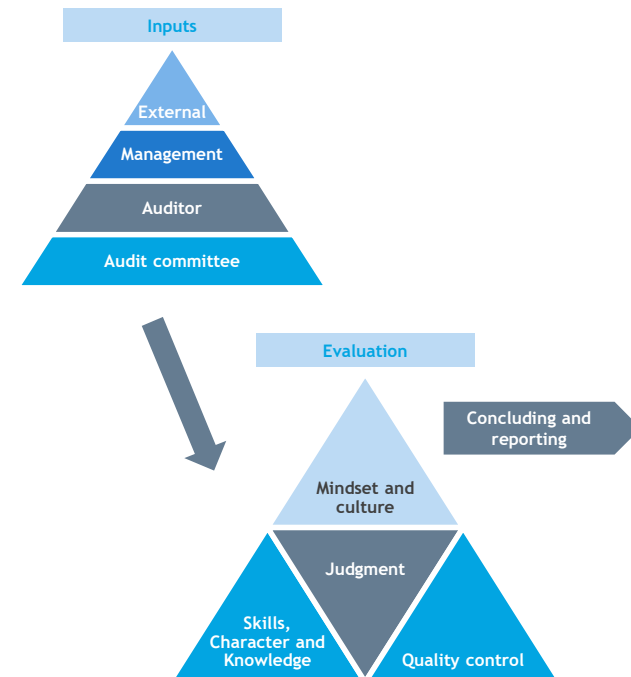 Inputs
External
Management
Auditor
Audit committee
Evaluation
Concluding and
reporting
Mindset and
culture
Judgment
Skills,
Character and
Knowledge
Quality control